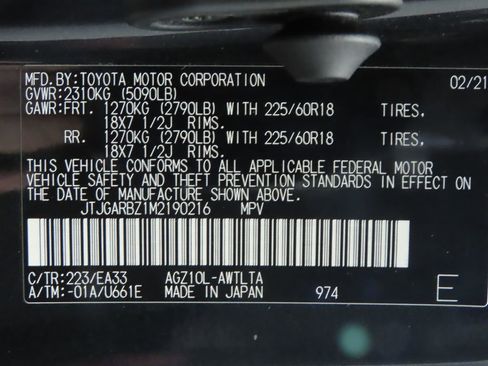 MFD.BY:TOYOTA MOTOR CORPORATION 02/21
GVWR:2310KG (5090LB)
GAWR:FRT. 1270KG (2790LB) WITH 225/60R18 TIRES,
18X7 1/2J RIMS.
RR. 1270KG (2790LB) WITH 225/60R18 TIRES,
18X7 1/2J RIMS.
THIS VEHICLE CONFORMS TO ALL APPLICABLE FEDERAL MOTOR
VEHICLE SAFETY AND THEFT PREVENTION STANDARDS IN EFFECT
ON THE DATE OF MANUFACTURE SHOWN ABOVE.
JTJGARBZ1M2190216 MPV
C/TR:223/EA33 AGZ10L-AWTLTA
A/TM:-01A/U661E MADE IN JAPAN 974 E